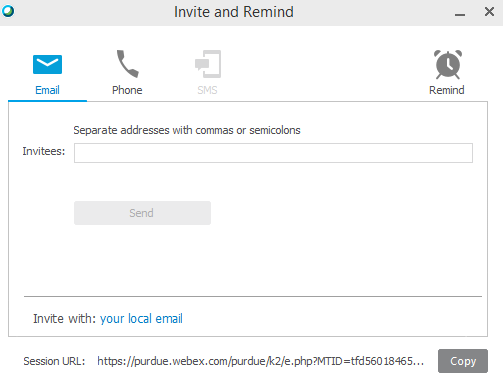 Invite and Remind
Email Phone SMS Remind
Separate addresses with commas or semicolons
Invitees:
Send
Invite with: your local email
Session URL: https://purdue.webex.com/purdue/k2/e.php?MTID=tfd56018465... Copy